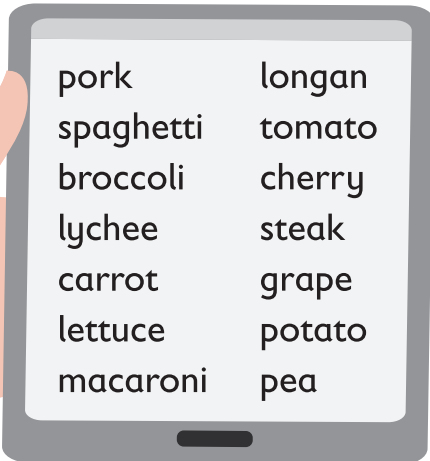 pork
spaghetti
broccoli
lychee
carrot
lettuce
macaroni
longan
tomato
cherry
steak
grape
potato
pea